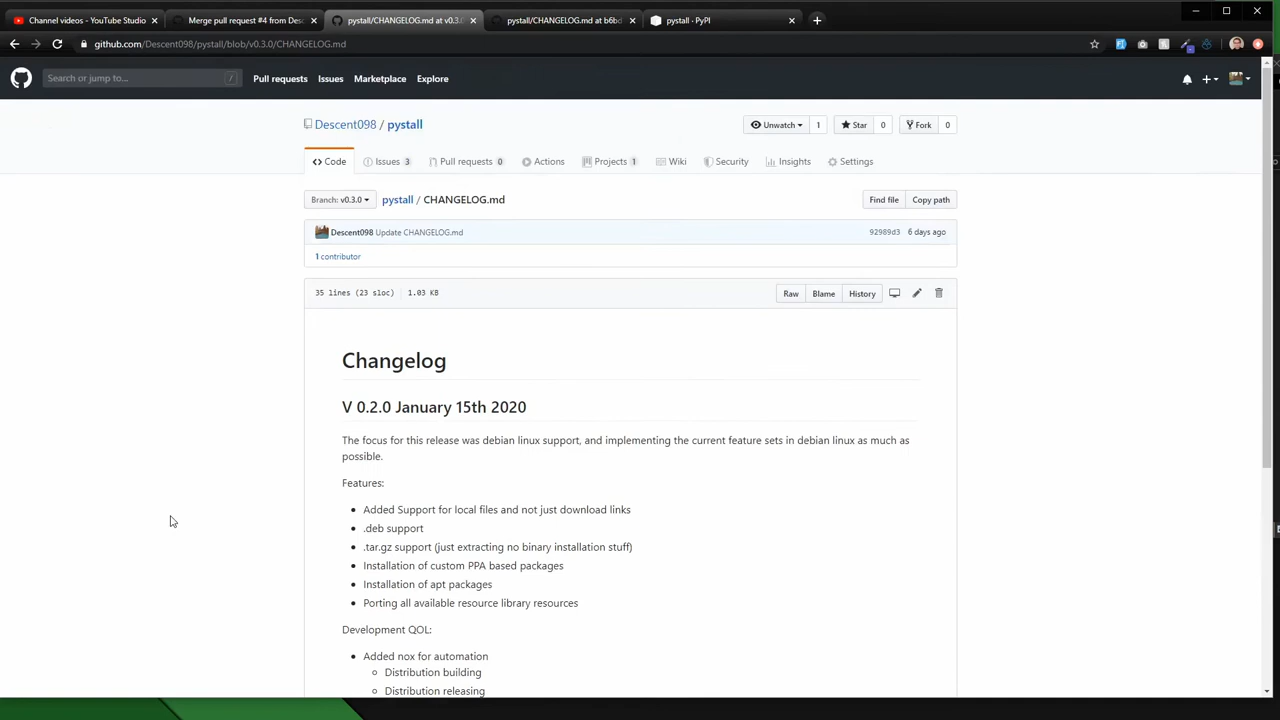 Channel videos - YouTube Studio
Merge pull request #4 from Desc
pystall/CHANGELOG.md at v0.3.0
pystall/CHANGELOG.md at b6bd
pystall · PyPI
github.com/Descent098/pystall/blob/v0.3.0/CHANGELOG.md
Search or jump to... /
Pull requests Issues Marketplace Explore
Descent098 / pystall
Unwatch 1 Star 0 Fork 0
Code Issues 3 Pull requests 0 Actions Projects 1 Wiki Security Insights Settings
Branch: v0.3.0 pystall / CHANGELOG.md Find file Copy path
Descent098 Update CHANGELOG.md 92989d3 6 days ago
1 contributor
35 lines (23 sloc) 1.03 KB Raw Blame History
Changelog
V 0.2.0 January 15th 2020
The focus for this release was debian linux support, and implementing the current feature sets in debian linux as much as
possible.
Features:
Added Support for local files and not just download links
.deb support
.tar.gz support (just extracting no binary installation stuff)
Installation of custom PPA based packages
Installation of apt packages
Porting all available resource library resources
Development QOL:
Added nox for automation
Distribution building
Distribution releasing